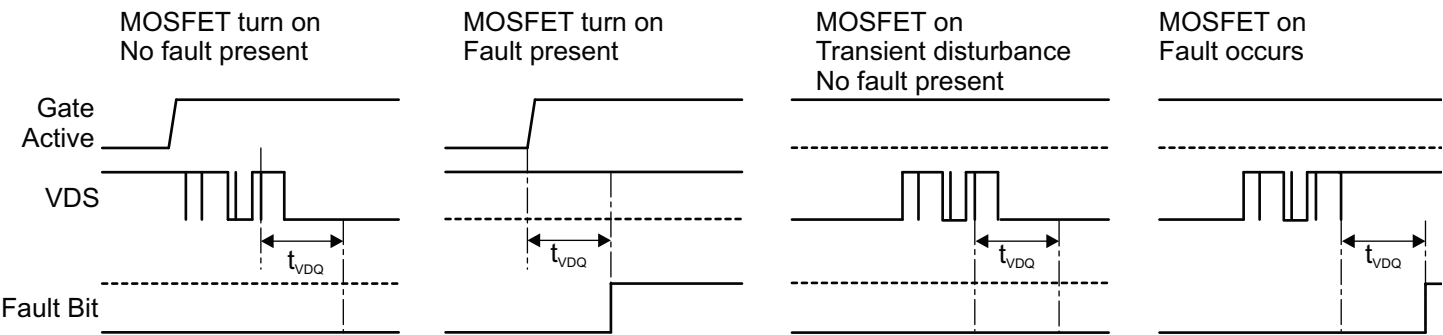 MOSFET turn on
No fault present
MOSFET turn on
Fault present
MOSFET on
Transient disturbance
No fault present
MOSFET on
Fault occurs
Gate
Active
VDS
Fault Bit
tVDQ
tVDQ
tVDQ
tVDQ